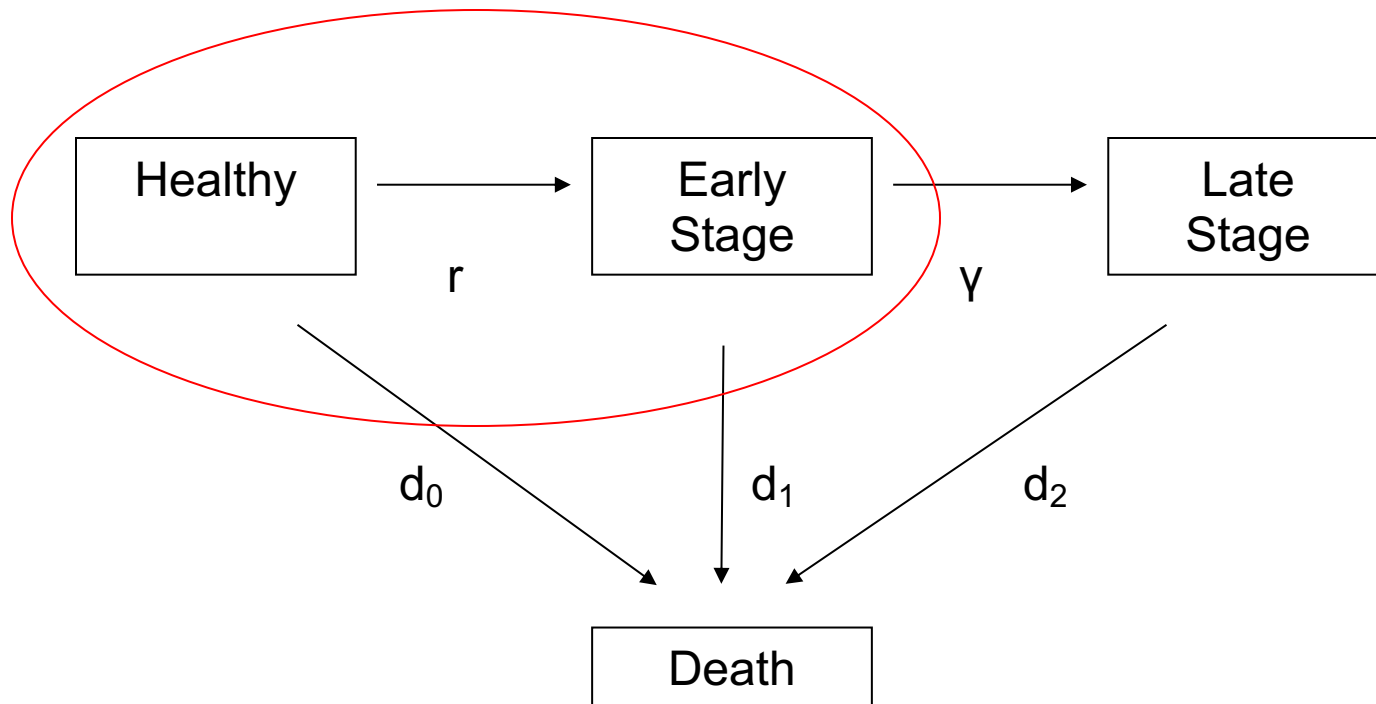 Healthy
Early
Stage
Late
Stage
r
γ
d₀
d₁
d₂
Death